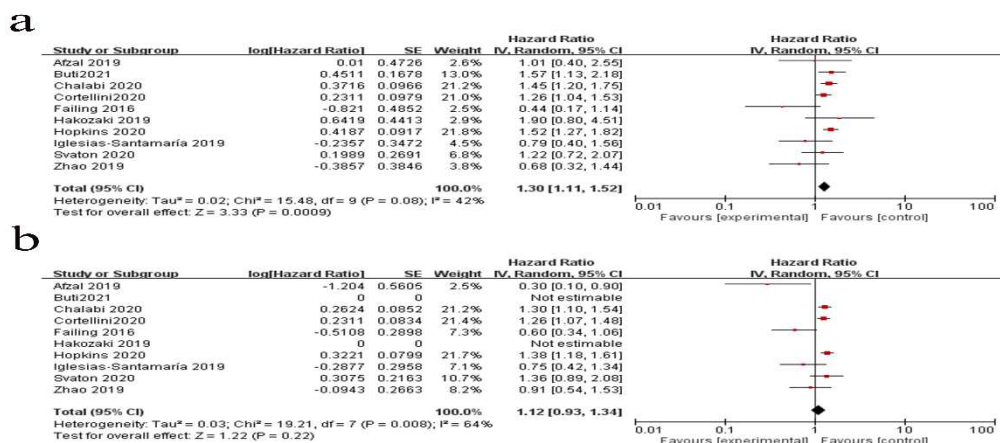 a
Hazard Ratio Hazard Ratio
Study or Subgroup log[Hazard Ratio] SE Weight IV, Random, 95% CI IV, Random, 95% CI
Afzal 2019 0.01 0.4726 2.6% 1.01 [0.40, 2.55]
Buti2021 0.4511 0.1678 13.0% 1.57 [1.13, 2.18]
Chalabi 2020 0.3716 0.0966 21.2% 1.45 [1.20, 1.75]
Cortellini2020 0.2311 0.0979 21.0% 1.26 [1.04, 1.53]
Failing 2016 -0.821 0.4852 2.5% 0.44 [0.17, 1.14]
Hakozaki 2019 0.6419 0.4413 2.9% 1.90 [0.80, 4.51]
Hopkins 2020 0.4187 0.0917 21.8% 1.52 [1.27, 1.82]
Iglesias-Santamaría 2019 -0.2357 0.3472 4.5% 0.79 [0.40, 1.56]
Svaton 2020 0.1989 0.2691 6.8% 1.22 [0.72, 2.07]
Zhao 2019 -0.3857 0.3846 3.7% 0.68 [0.32, 1.44]
Total (95% CI) 100.0% 1.30 [1.11, 1.52]
Heterogeneity: Tau² = 0.02; Chi² = 15.48, df = 9 (P = 0.08); I² = 42%
Test for overall effect: Z = 3.33 (P = 0.0009)
0.01 0.1 1 10 100
Favours [experimental] Favours [control]
b
Hazard Ratio Hazard Ratio
Study or Subgroup log[Hazard Ratio] SE Weight IV, Random, 95% CI IV, Random, 95% CI
Afzal 2019 -1.204 0.5605 2.5% 0.30 [0.10, 0.90]
Buti2021 0 0 Not estimable
Chalabi 2020 0.2624 0.0852 21.2% 1.30 [1.10, 1.54]
Cortellini2020 0.2311 0.0834 21.4% 1.26 [1.07, 1.48]
Failing 2016 -0.5108 0.2898 7.3% 0.60 [0.34, 1.06]
Hakozaki 2019 0 0 Not estimable
Hopkins 2020 0.3221 0.0799 21.7% 1.38 [1.18, 1.61]
Iglesias-Santamaría 2019 -0.2877 0.2958 7.1% 0.75 [0.42, 1.34]
Svaton 2020 0.3075 0.2163 10.7% 1.36 [0.89, 2.08]
Zhao 2019 -0.0943 0.2663 8.2% 0.91 [0.54, 1.53]
Total (95% CI) 100.0% 1.12 [0.93, 1.34]
Heterogeneity: Tau² = 0.03; Chi² = 19.21, df = 7 (P = 0.008); I² = 64%
Test for overall effect: Z = 1.22 (P = 0.22)
0.01 0.1 1 10 100
Favours [experimental] Favours [control]